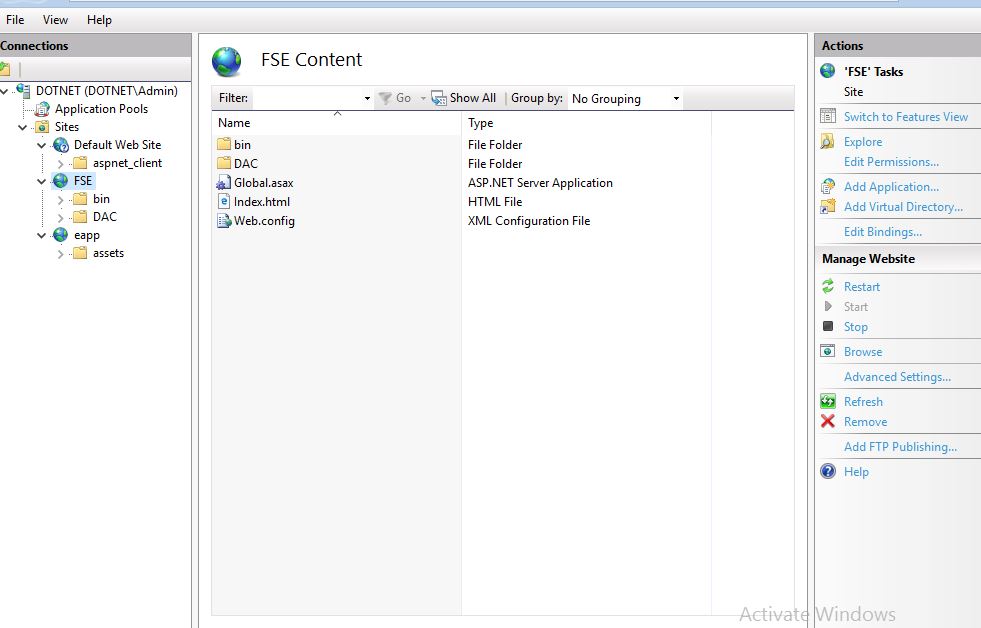 File View Help
Connections
DOTNET (DOTNET\Admin)
Application Pools
Sites
Default Web Site
aspnet_client
FSE
bin
DAC
eapp
assets
FSE Content
Filter: Go Show All Group by: No Grouping
Name Type
bin File Folder
DAC File Folder
Global.asax ASP.NET Server Application
Index.html HTML File
Web.config XML Configuration File
Actions
'FSE' Tasks
Site
Switch to Features View
Explore
Edit Permissions...
Add Application...
Add Virtual Directory...
Edit Bindings...
Manage Website
Restart
Start
Stop
Browse
Advanced Settings...
Refresh
Remove
Add FTP Publishing...
Help
Activate Windows